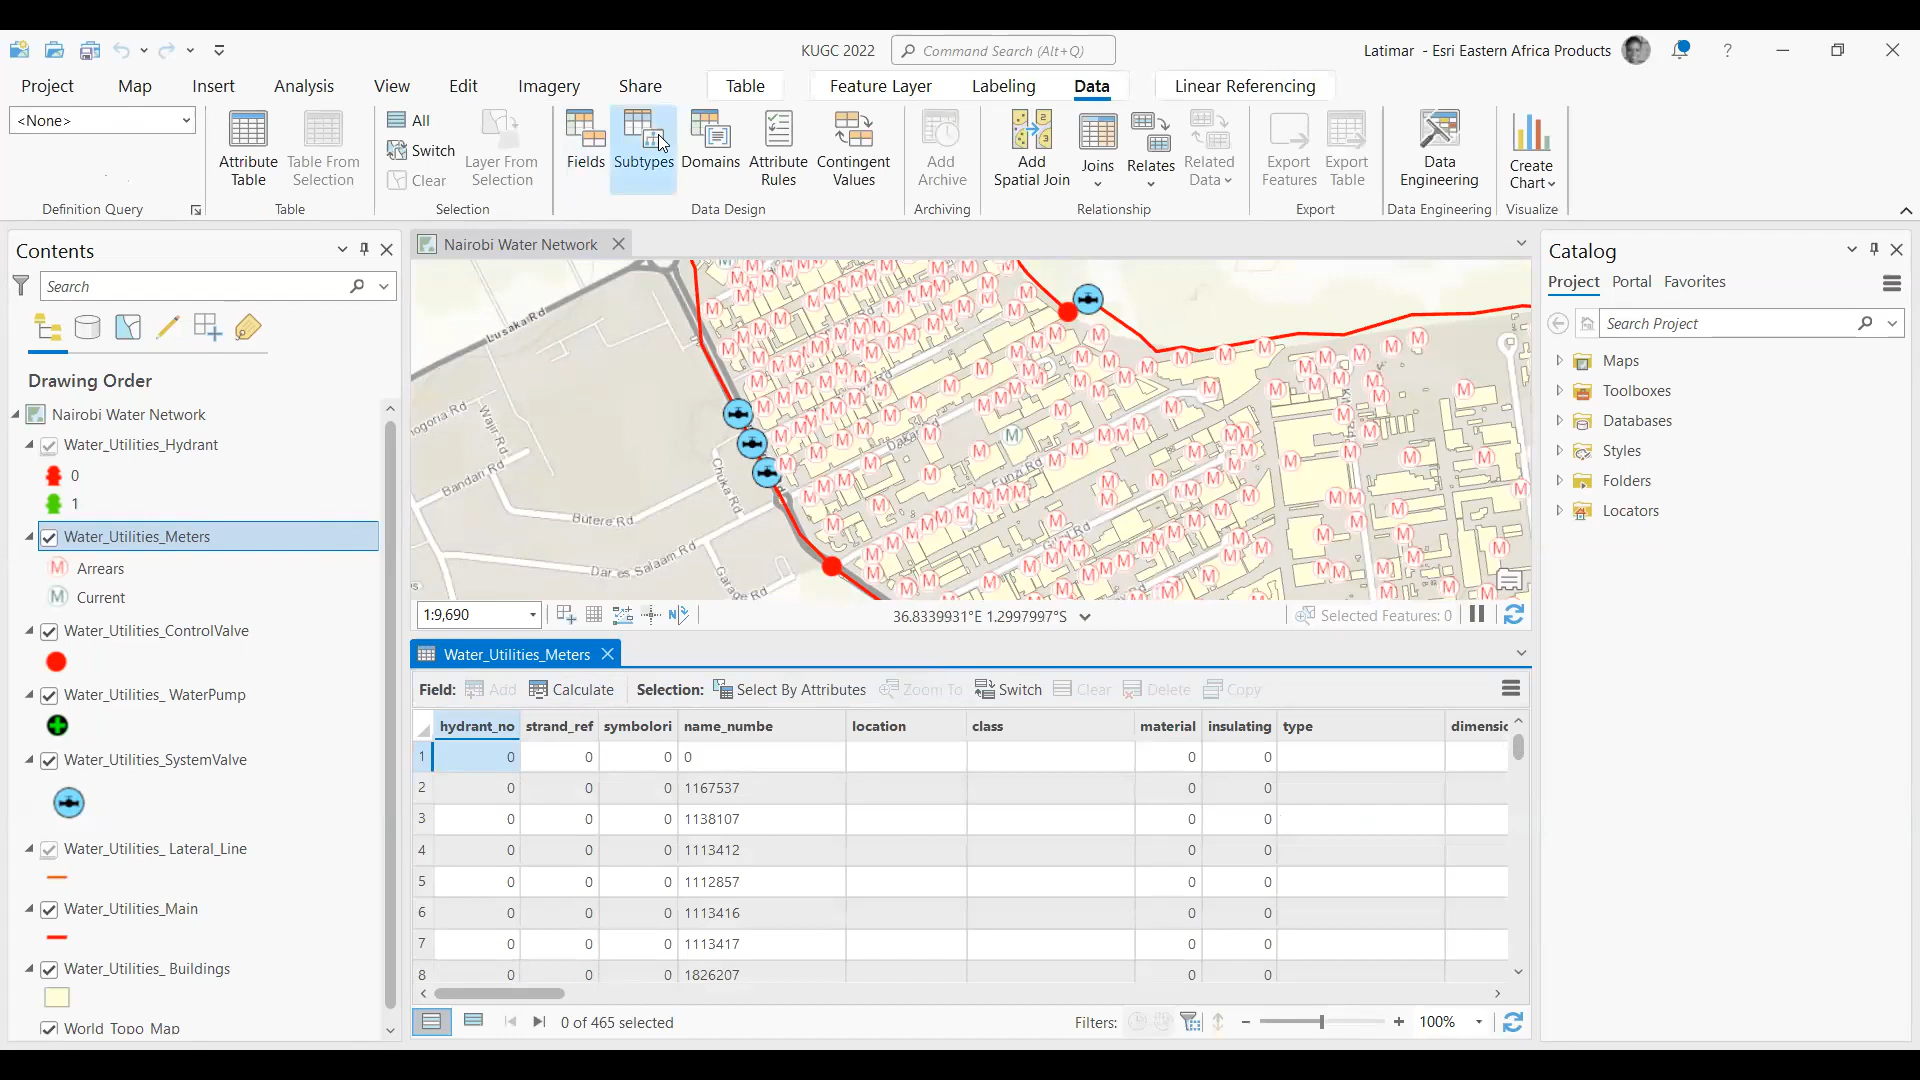 KUGC 2022
Command Search (Alt+Q)
Latimar - Esri Eastern Africa Products
?
Project Map Insert Analysis View Edit Imagery Share Table Feature Layer Labeling Data Linear Referencing
<None>
Definition Query
Attribute Table
Table From Selection
Table
All
Switch
Clear
Layer From Selection
Selection
Fields
Subtypes
Domains
Attribute Rules
Contingent Values
Data Design
Add Archive
Archiving
Add Spatial Join
Joins
Relates
Related Data
Relationship
Export Features
Export Table
Export
Data Engineering
Data Engineering
Create Chart
Visualize
Contents
Search
Drawing Order
Nairobi Water Network
Water_Utilities_Hydrant
0
1
Water_Utilities_Meters
M Arrears
M Current
Water_Utilities_ControlValve
Water_Utilities_ WaterPump
Water_Utilities_SystemValve
Water_Utilities_ Lateral_Line
Water_Utilities_Main
Water_Utilities_ Buildings
World Topo Map
Nairobi Water Network
Lusaka Rd
Wajir Rd
Bandari Rd
Chuka Rd
Butere Rd
Dar es Salaam Rd
Garage Rd
Funzi Rd
1:9,690
36.8339931°E 1.2997997°S
Selected Features: 0
Water_Utilities_Meters
Field: Add Calculate Selection: Select By Attributes Zoom To Switch Clear Delete Copy
hydrant_no strand_ref symbolori name_numbe location class material insulating type dimensic
1 0 0 0 0 0 0
2 0 0 0 1167537 0 0
3 0 0 0 1138107 0 0
4 0 0 0 1113412 0 0
5 0 0 0 1112857 0 0
6 0 0 0 1113416 0 0
7 0 0 0 1113417 0 0
8 0 0 0 1826207 0 0
0 of 465 selected
Filters:
100%
Catalog
Project Portal Favorites
Search Project
Maps
Toolboxes
Databases
Styles
Folders
Locators